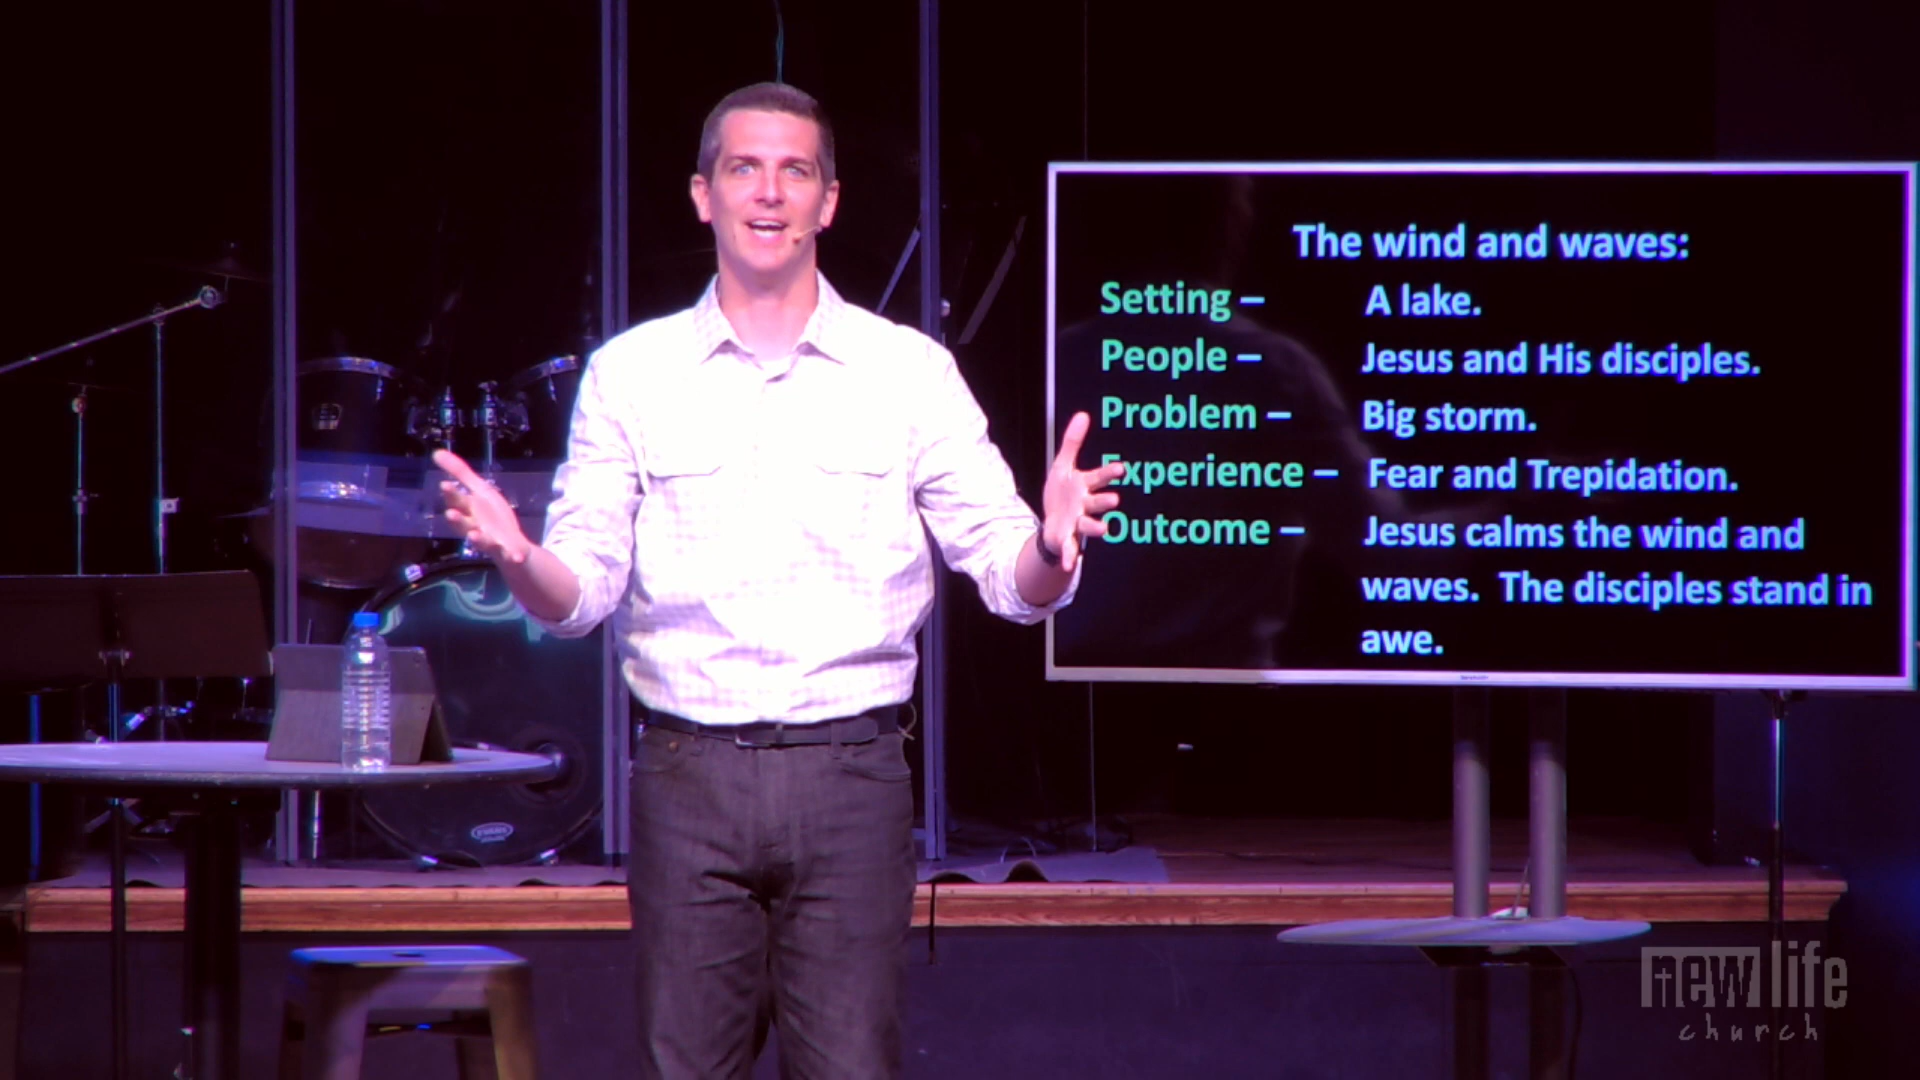 The wind and waves:
Setting – A lake.
People – Jesus and His disciples.
Problem – Big storm.
Experience – Fear and Trepidation.
Outcome – Jesus calms the wind and
waves. The disciples stand in
awe.
new life
church